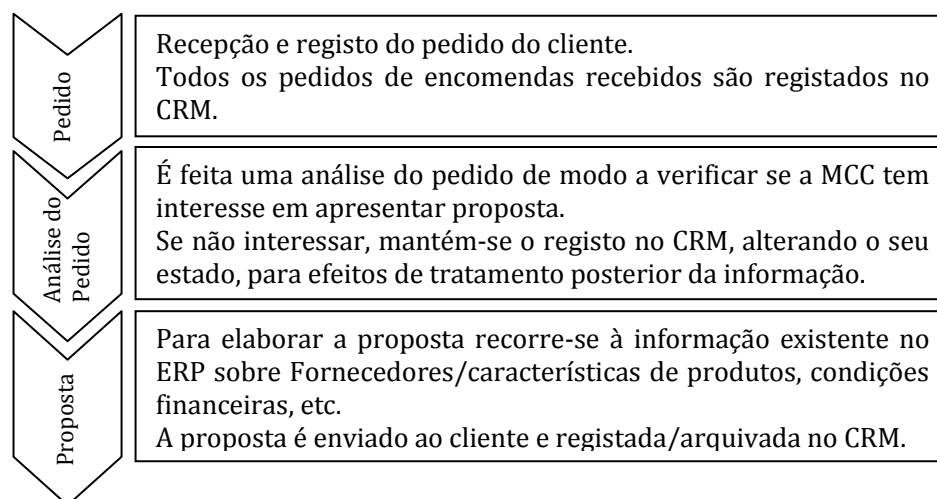 Pedido
Recepção e registo do pedido do cliente.
Todos os pedidos de encomendas recebidos são registados no
CRM.
Análise do
Pedido
É feita uma análise do pedido de modo a verificar se a MCC tem
interesse em apresentar proposta.
Se não interessar, mantém-se o registo no CRM, alterando o seu
estado, para efeitos de tratamento posterior da informação.
Proposta
Para elaborar a proposta recorre-se à informação existente no
ERP sobre Fornecedores/características de produtos, condições
financeiras, etc.
A proposta é enviado ao cliente e registada/arquivada no CRM.